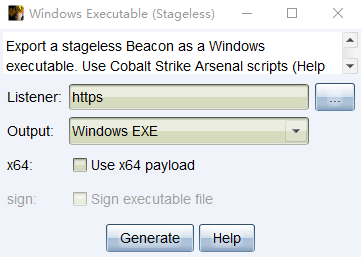 Windows Executable (Stageless)
Export a stageless Beacon as a Windows
executable. Use Cobalt Strike Arsenal scripts (Help
Listener: https ...
Output: Windows EXE
x64: Use x64 payload
sign: Sign executable file
Generate Help